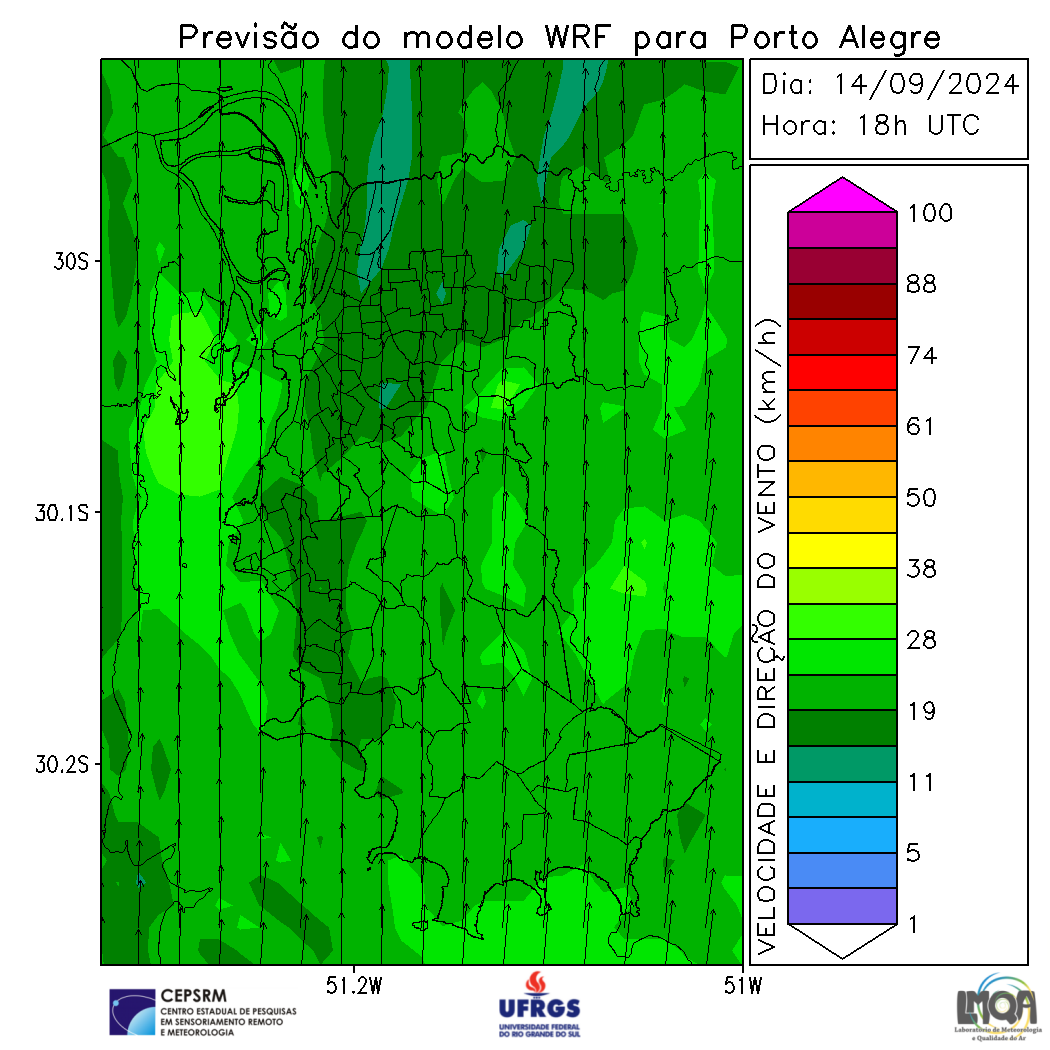 Previsão do modelo WRF para Porto Alegre
Dia: 14/09/2024
Hora: 18h UTC
30S
30.1S
30.2S
51.2W
51W
VELOCIDADE E DIREÇÃO DO VENTO (km/h)
100
88
74
61
50
38
28
19
11
5
1
CEPSRM
CENTRO ESTADUAL DE PESQUISAS
EM SENSORIAMENTO REMOTO
E METEOROLOGIA
UFRGS
UNIVERSIDADE FEDERAL
DO RIO GRANDE DO SUL
LMQA
Laboratório de Meteorologia
e Qualidade do Ar